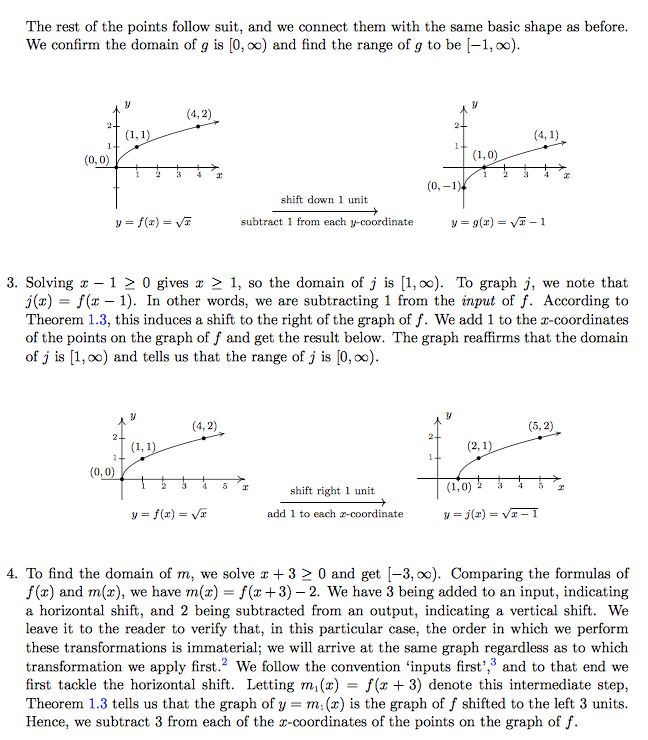 The rest of the points follow suit, and we connect them with the same basic shape as before.
We confirm the domain of g is [0, ∞) and find the range of g to be [−1, ∞).
y
(4, 2)
2
(1, 1)
1
(0, 0)
1 2 3 4 x
y = f(x) = √x
shift down 1 unit
subtract 1 from each y-coordinate
y
2
(4, 1)
1
(1, 0)
1 2 3 4 x
(0, −1)
y = g(x) = √x − 1
3. Solving x − 1 ≥ 0 gives x ≥ 1, so the domain of j is [1, ∞). To graph j, we note that
j(x) = f(x − 1). In other words, we are subtracting 1 from the input of f. According to
Theorem 1.3, this induces a shift to the right of the graph of f. We add 1 to the x-coordinates
of the points on the graph of f and get the result below. The graph reaffirms that the domain
of j is [1, ∞) and tells us that the range of j is [0, ∞).
y
(4, 2)
2
(1, 1)
1
(0, 0)
1 2 3 4 5 x
y = f(x) = √x
shift right 1 unit
add 1 to each x-coordinate
y
(5, 2)
2
(2, 1)
1
(1, 0) 2 3 4 5 x
y = j(x) = √x − 1
4. To find the domain of m, we solve x + 3 ≥ 0 and get [−3, ∞). Comparing the formulas of
f(x) and m(x), we have m(x) = f(x + 3) − 2. We have 3 being added to an input, indicating
a horizontal shift, and 2 being subtracted from an output, indicating a vertical shift. We
leave it to the reader to verify that, in this particular case, the order in which we perform
these transformations is immaterial; we will arrive at the same graph regardless as to which
transformation we apply first.² We follow the convention ‘inputs first’,³ and to that end we
first tackle the horizontal shift. Letting m₁(x) = f(x + 3) denote this intermediate step,
Theorem 1.3 tells us that the graph of y = m₁(x) is the graph of f shifted to the left 3 units.
Hence, we subtract 3 from each of the x-coordinates of the points on the graph of f.